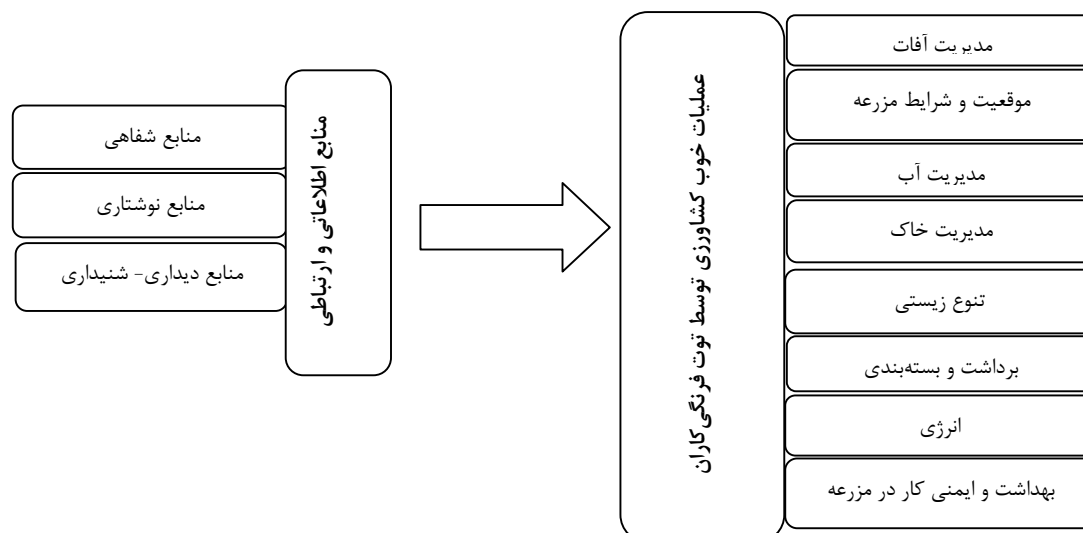 منابع شفاهی
منابع نوشتاری
منابع دیداری- شنیداری
منابع اطلاعاتی و ارتباطی
عملیات خوب کشاورزی توسط توت فرنگی‌کاران
مدیریت آفات
موقعیت و شرایط مزرعه
مدیریت آب
مدیریت خاک
تنوع زیستی
برداشت و بسته‌بندی
انرژی
بهداشت و ایمنی کار در مزرعه